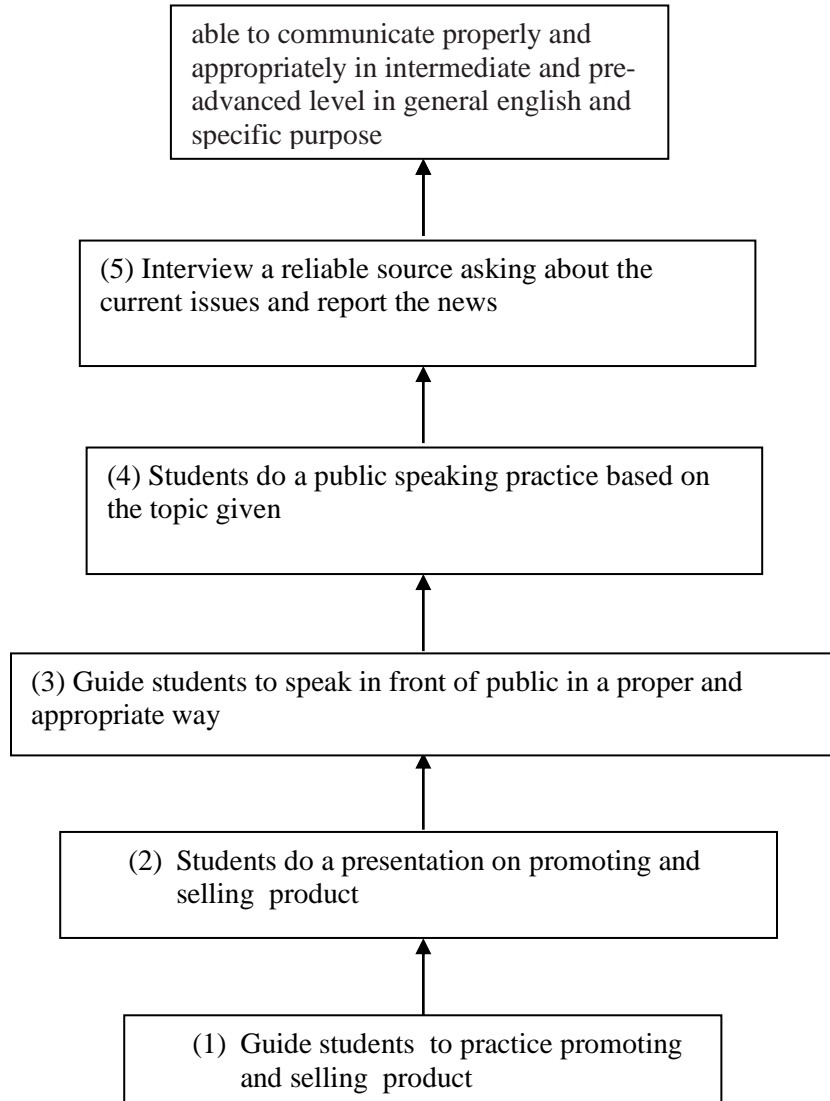 able to communicate properly and
appropriately in intermediate and pre-
advanced level in general english and
specific purpose
(5) Interview a reliable source asking about the
current issues and report the news
(4) Students do a public speaking practice based on
the topic given
(3) Guide students to speak in front of public in a proper and
appropriate way
(2) Students do a presentation on promoting and
selling product
(1) Guide students to practice promoting
and selling product